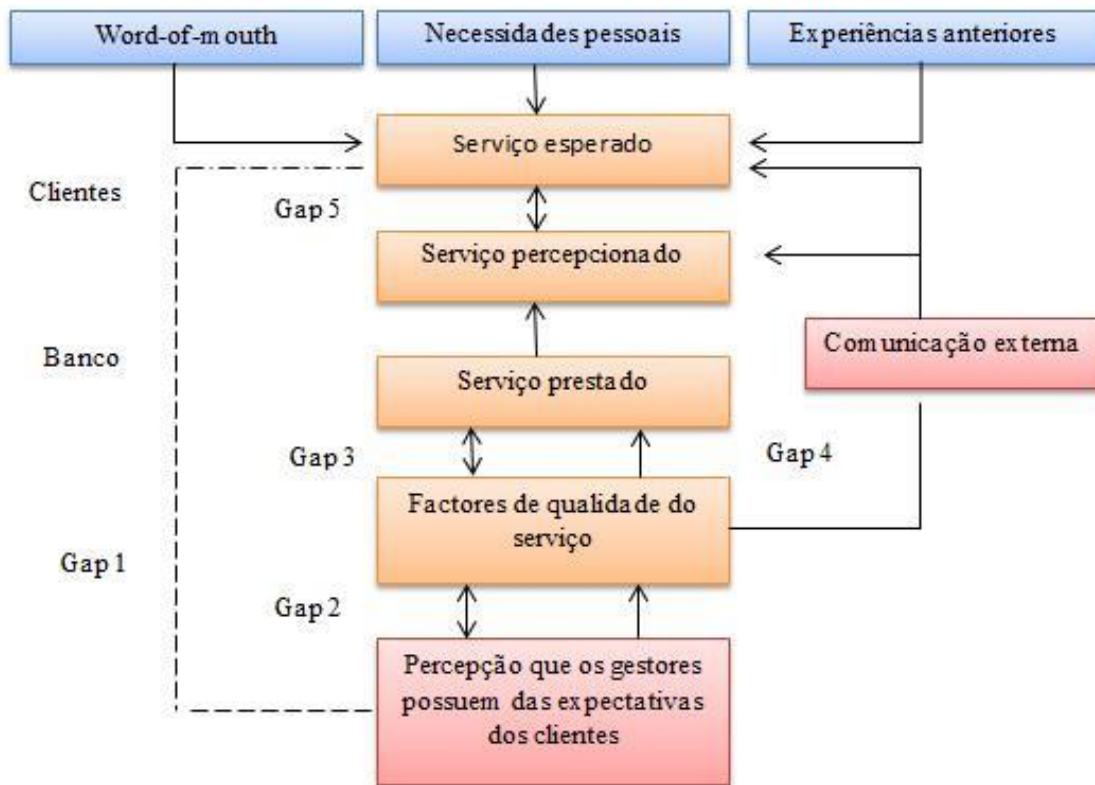 Word-of-mouth
Necessidades pessoais
Experiências anteriores
Serviço esperado
Clientes
Gap 5
Serviço percepcionado
Comunicação externa
Banco
Serviço prestado
Gap 3
Gap 4
Factores de qualidade do
serviço
Gap 1
Gap 2
Percepção que os gestores
possuem das expectativas
dos clientes